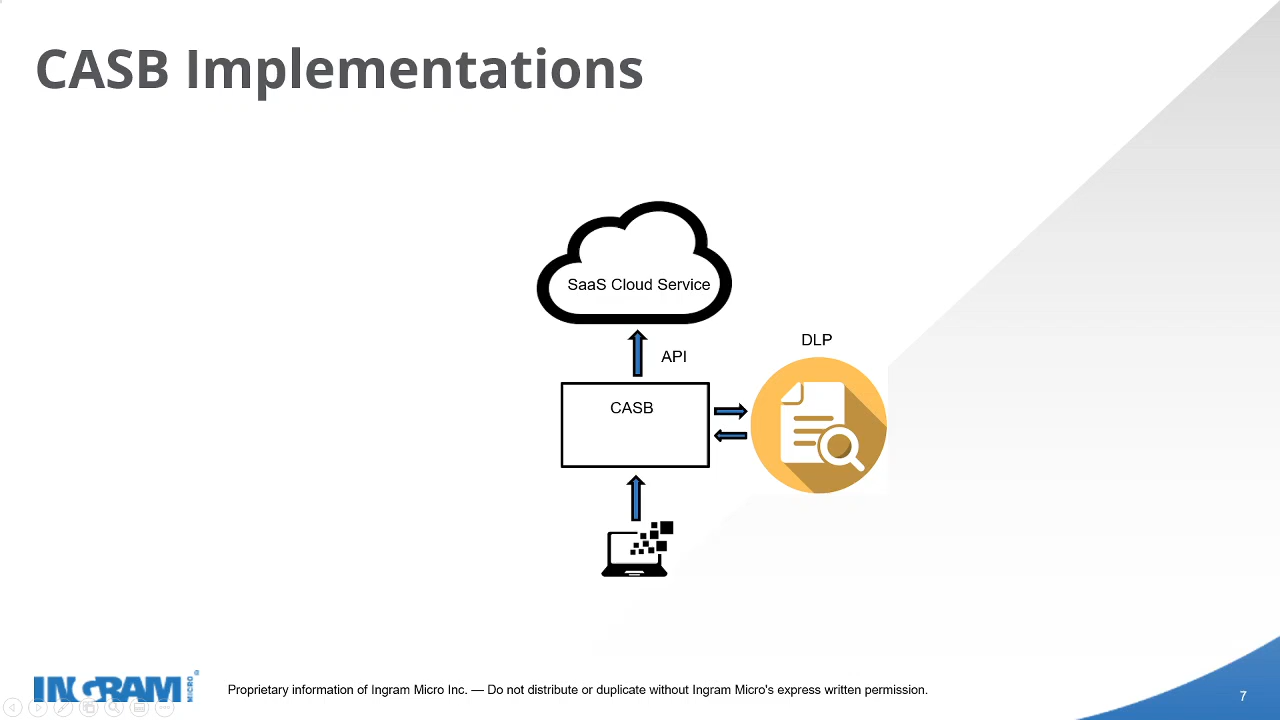 CASB Implementations
SaaS Cloud Service
API
DLP
CASB
INGRAM MICRO ®
Proprietary information of Ingram Micro Inc. — Do not distribute or duplicate without Ingram Micro's express written permission.
7